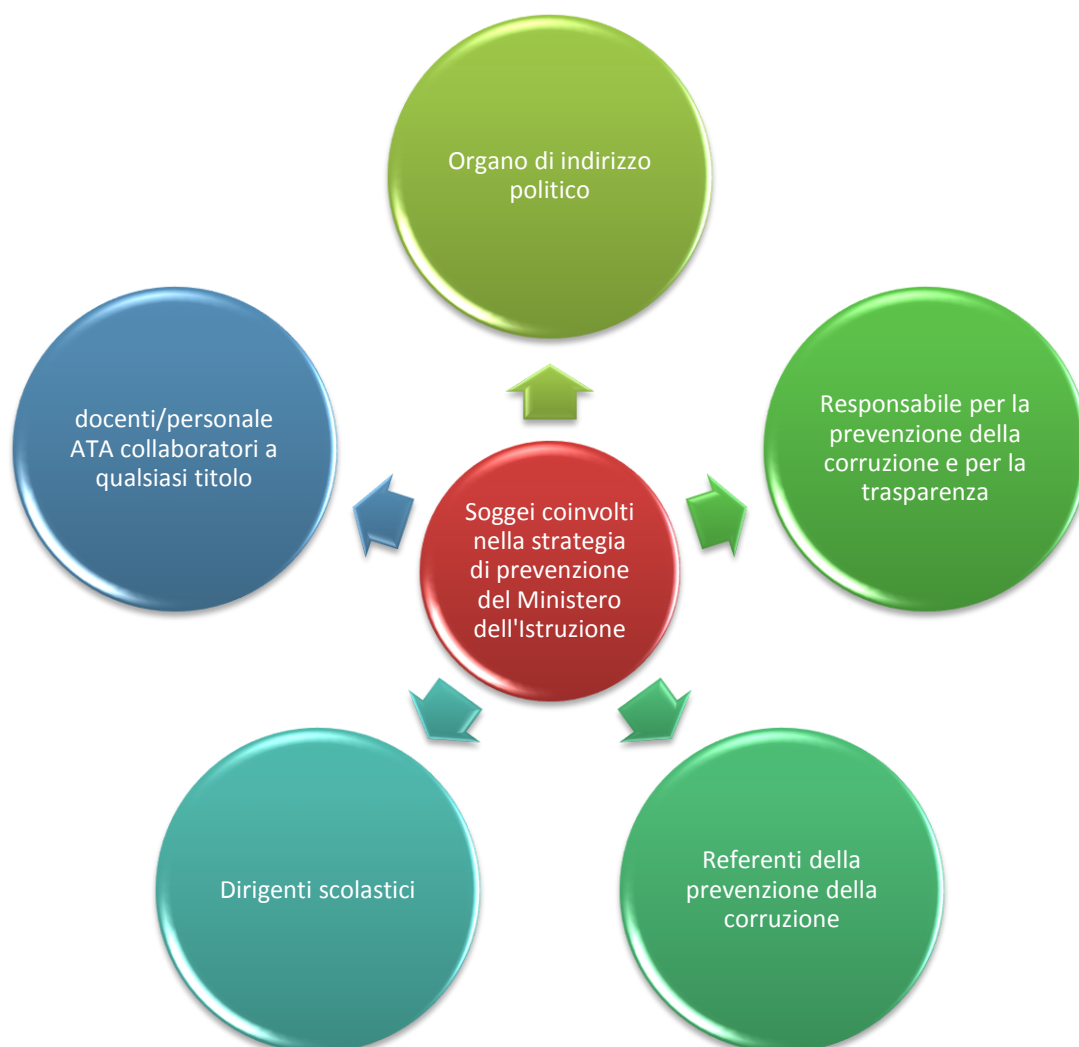 Organo di indirizzo
politico
Responsabile per la
prevenzione della
corruzione e per la
trasparenza
Referenti della
prevenzione della
corruzione
Dirigenti scolastici
docenti/personale
ATA collaboratori a
qualsiasi titolo
Soggei coinvolti
nella strategia
di prevenzione
del Ministero
dell'Istruzione